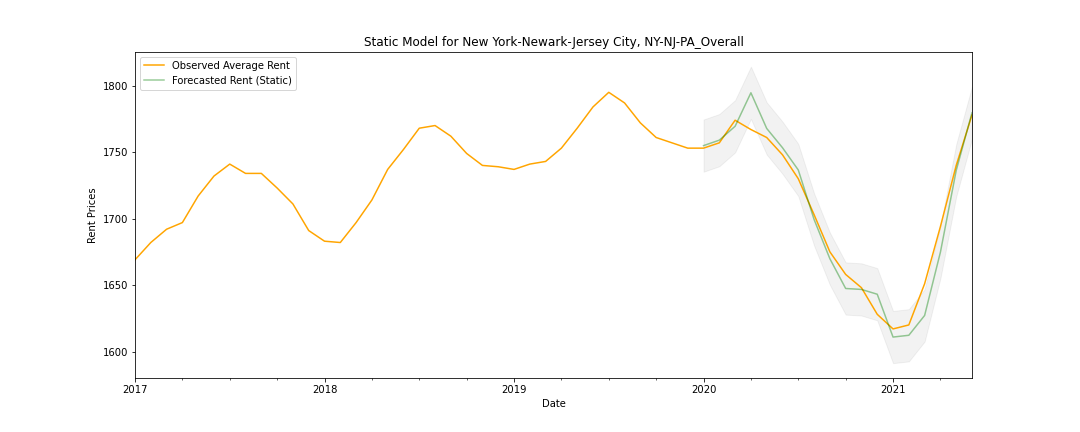 Static Model for New York-Newark-Jersey City, NY-NJ-PA_Overall
Observed Average Rent
Forecasted Rent (Static)
1800
1750
1700
1650
1600
Rent Prices
2017
2018
2019
2020
2021
Date